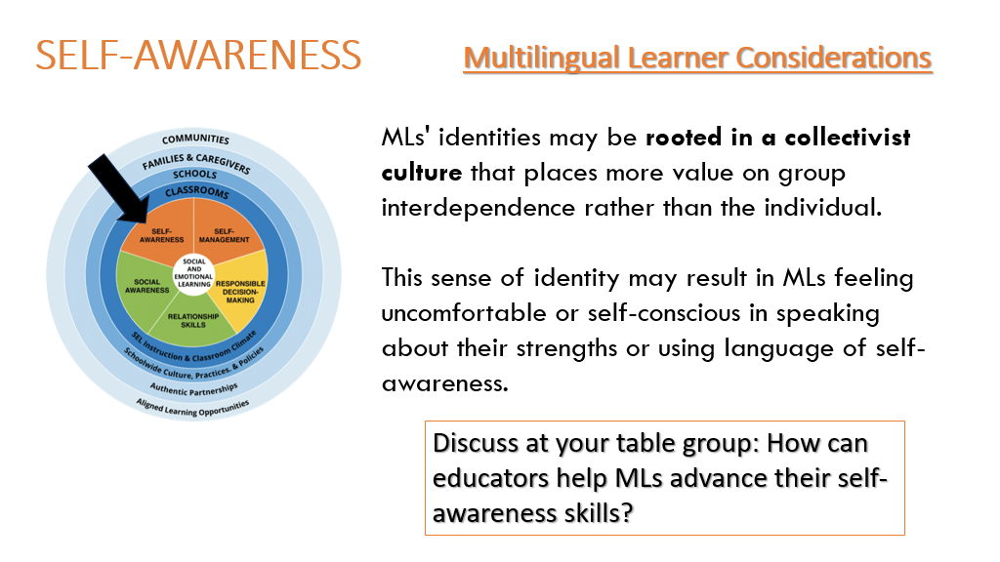 SELF-AWARENESS
Multilingual Learner Considerations
COMMUNITIES
FAMILIES & CAREGIVERS
SCHOOLS
CLASSROOMS
SELF-
AWARENESS
SELF-
MANAGEMENT
SOCIAL
AND
EMOTIONAL
LEARNING
SOCIAL
AWARENESS
RESPONSIBLE
DECISION-
MAKING
RELATIONSHIP
SKILLS
SEL Instruction & Classroom Climate
Schoolwide Culture, Practices, & Policies
Authentic Partnerships
Aligned Learning Opportunities
MLs' identities may be rooted in a collectivist
culture that places more value on group
interdependence rather than the individual.
This sense of identity may result in MLs feeling
uncomfortable or self-conscious in speaking
about their strengths or using language of self-
awareness.
Discuss at your table group: How can
educators help MLs advance their self-
awareness skills?